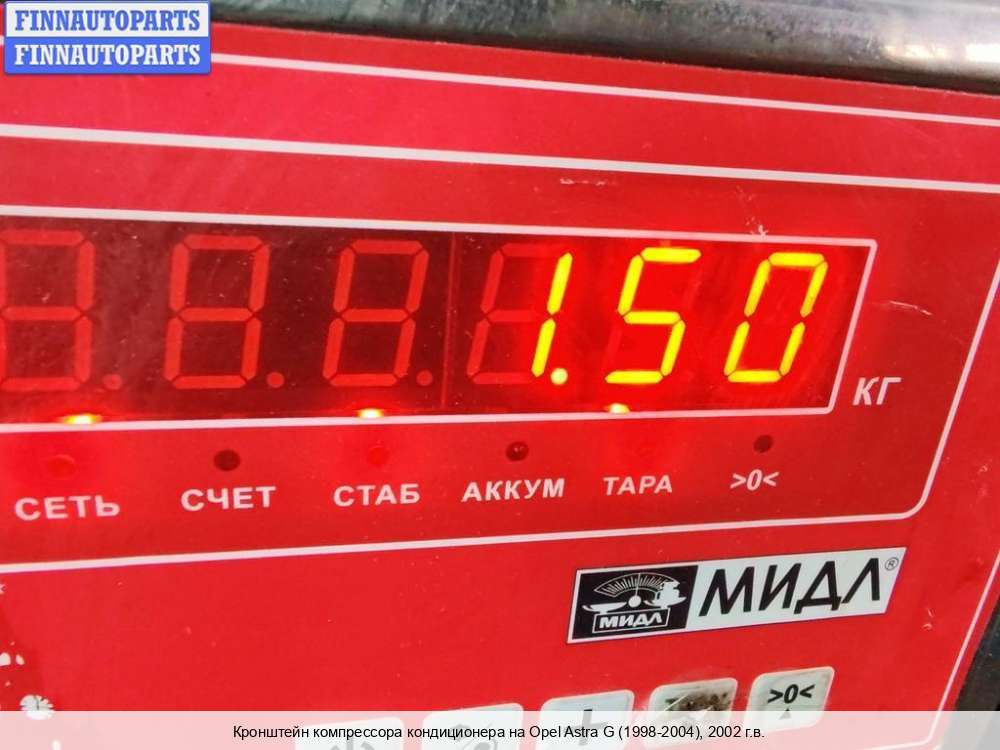 FINNAUTOPARTS
FINNAUTOPARTS
1.50
КГ
СЕТЬ СЧЕТ СТАБ АККУМ ТАРА >0<
МИДЛ МИДЛ®
>0<
Кронштейн компрессора кондиционера на Opel Astra G (1998-2004), 2002 г.в.